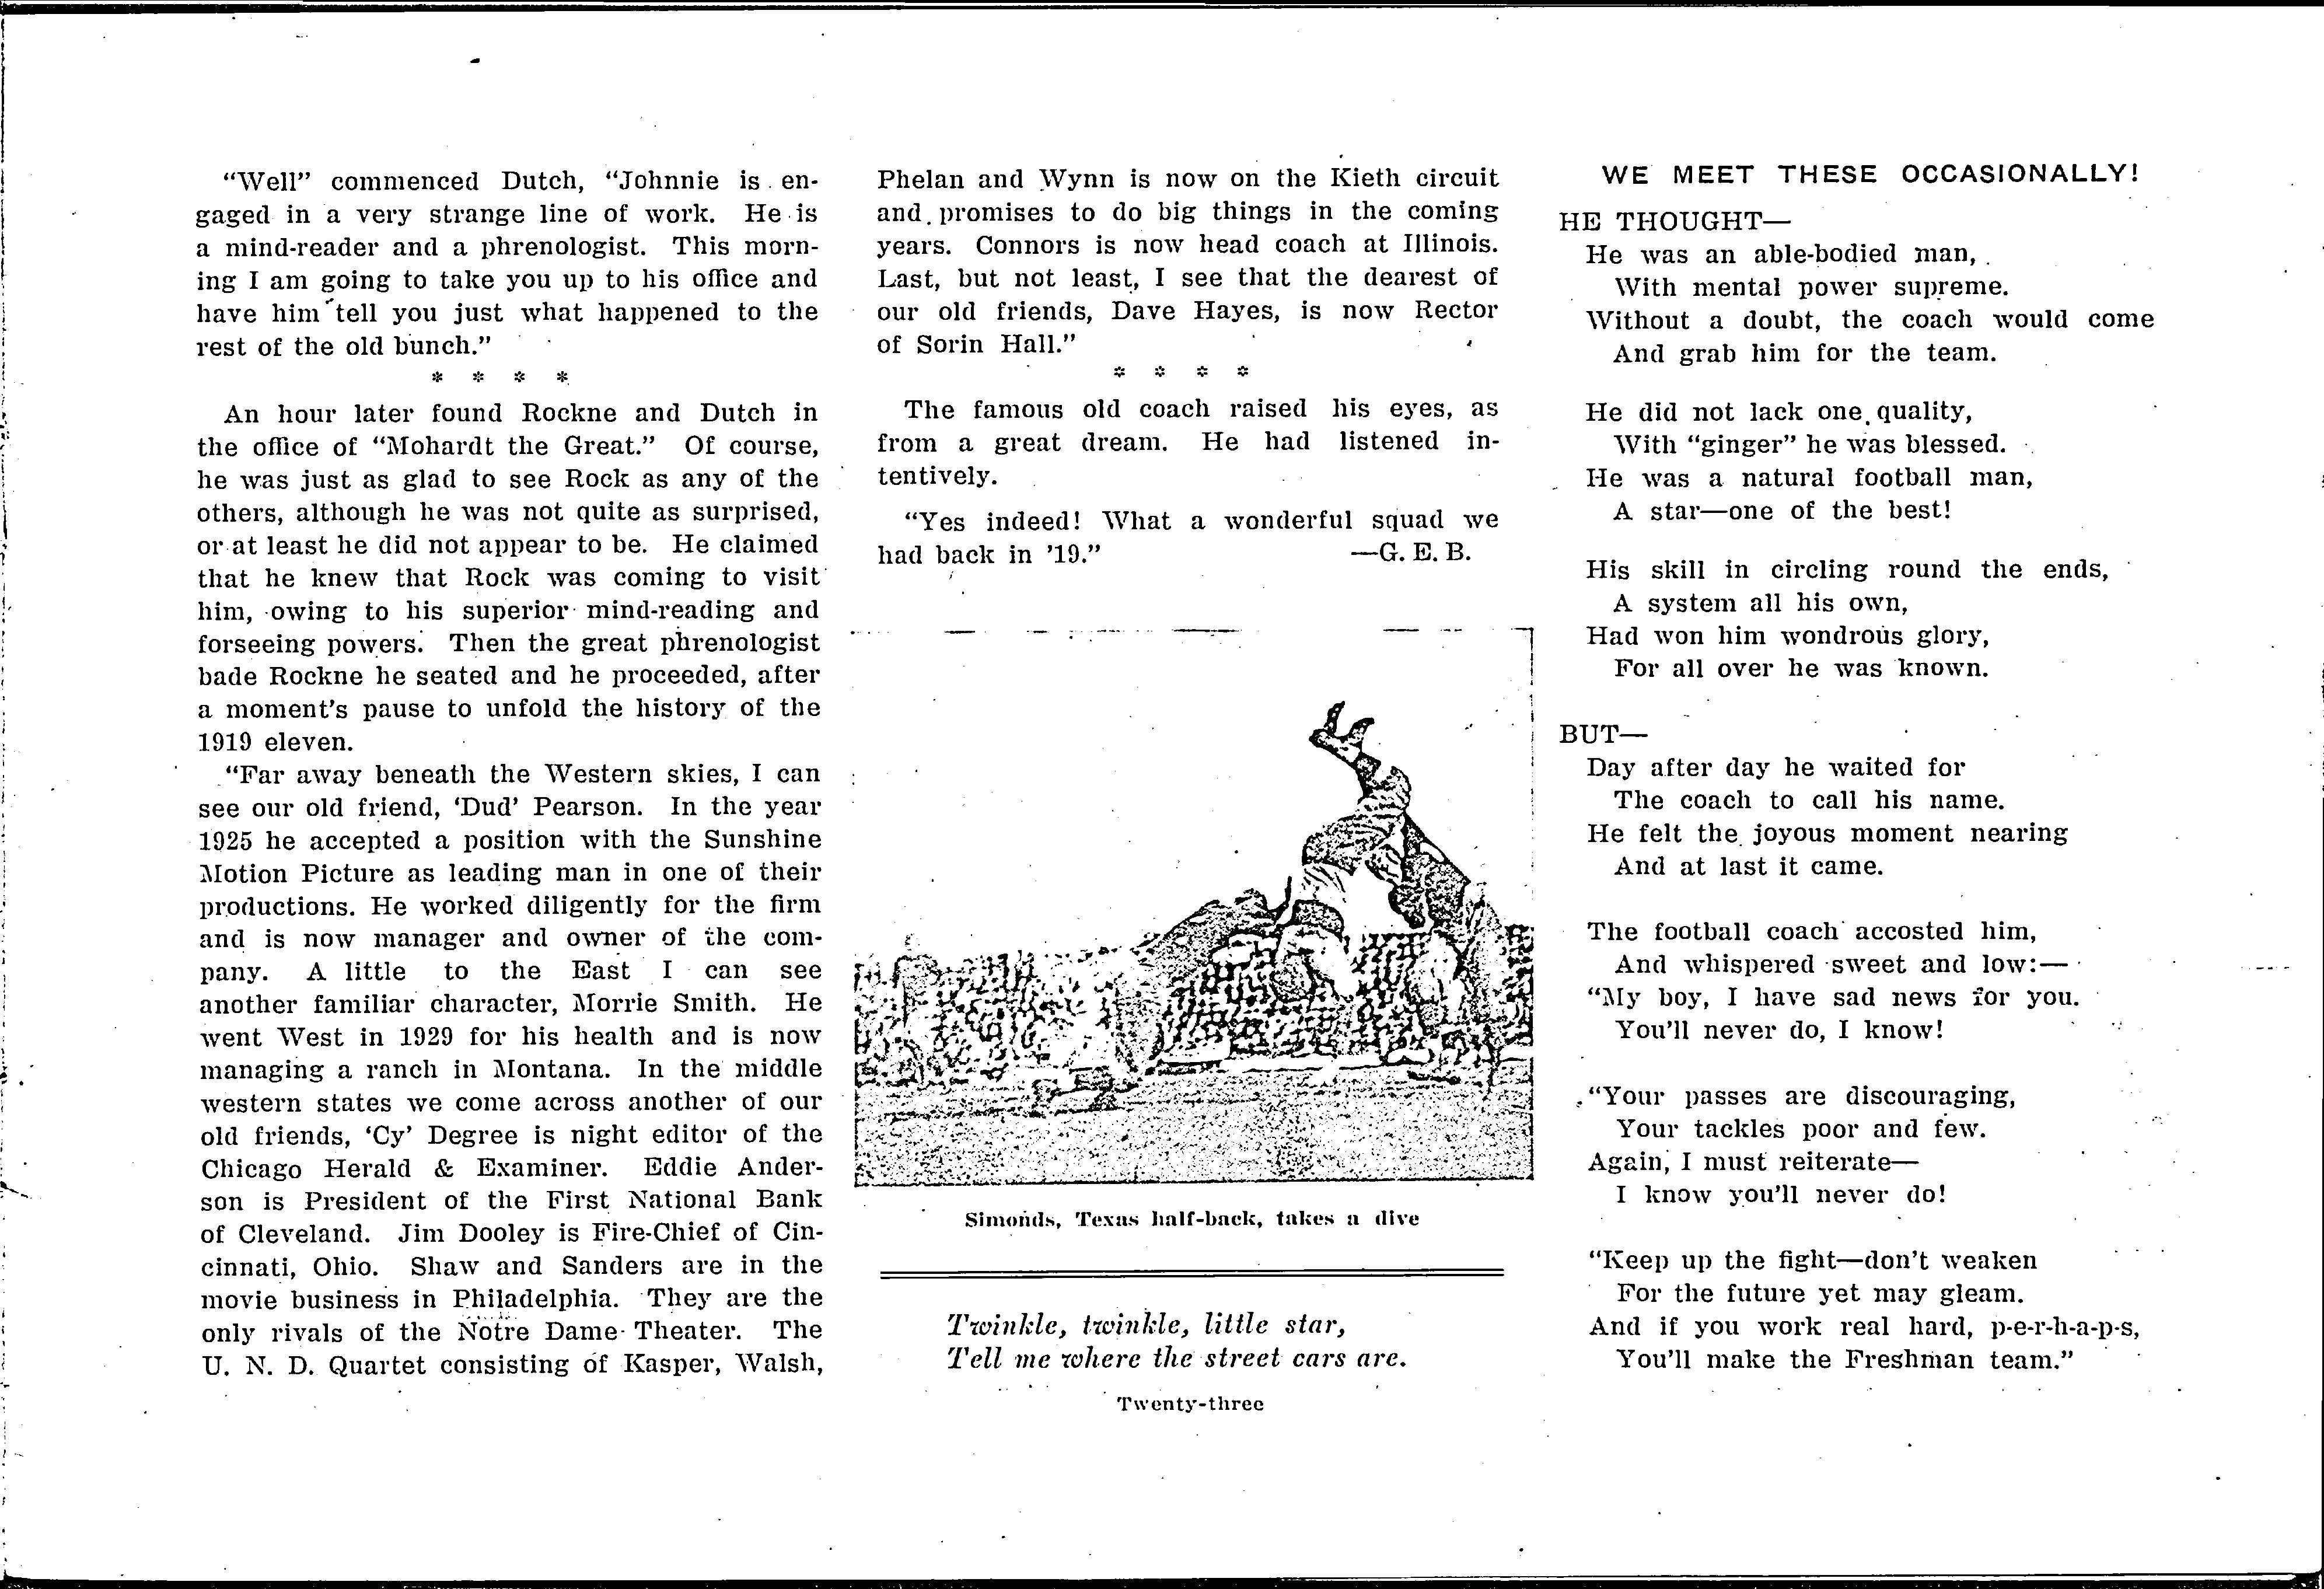 “Well” commenced Dutch, “Johnnie is en-
gaged in a very strange line of work. He is
a mind-reader and a phrenologist. This morn-
ing I am going to take you up to his office and
have him tell you just what happened to the
rest of the old bunch.”
* * * *
An hour later found Rockne and Dutch in
the office of “Mohardt the Great.” Of course,
he was just as glad to see Rock as any of the
others, although he was not quite as surprised,
or at least he did not appear to be. He claimed
that he knew that Rock was coming to visit
him, owing to his superior mind-reading and
forseeing powers. Then the great phrenologist
bade Rockne he seated and he proceeded, after
a moment's pause to unfold the history of the
1919 eleven.
“Far away beneath the Western skies, I can
see our old friend, ‘Dud’ Pearson. In the year
1925 he accepted a position with the Sunshine
Motion Picture as leading man in one of their
productions. He worked diligently for the firm
and is now manager and owner of the com-
pany. A little to the East I can see
another familiar character, Morrie Smith. He
went West in 1929 for his health and is now
managing a ranch in Montana. In the middle
western states we come across another of our
old friends, ‘Cy’ Degree is night editor of the
Chicago Herald & Examiner. Eddie Ander-
son is President of the First National Bank
of Cleveland. Jim Dooley is Fire-Chief of Cin-
cinnati, Ohio. Shaw and Sanders are in the
movie business in Philadelphia. They are the
only rivals of the Notre Dame Theater. The
U. N. D. Quartet consisting of Kasper, Walsh,
Phelan and Wynn is now on the Kieth circuit
and promises to do big things in the coming
years. Connors is now head coach at Illinois.
Last, but not least, I see that the dearest of
our old friends, Dave Hayes, is now Rector
of Sorin Hall.”
* * * *
The famous old coach raised his eyes, as
from a great dream. He had listened in-
tentively.
“Yes indeed! What a wonderful squad we
had back in '19.” —G. E. B.
Simonds, Texas half-back, takes a dive
Twinkle, twinkle, little star,
Tell me where the street cars are.
Twenty-three
WE MEET THESE OCCASIONALLY!
HE THOUGHT—
He was an able-bodied man,
With mental power supreme.
Without a doubt, the coach would come
And grab him for the team.
He did not lack one quality,
With “ginger” he was blessed.
He was a natural football man,
A star—one of the best!
His skill in circling round the ends,
A system all his own,
Had won him wondrous glory,
For all over he was known.
BUT—
Day after day he waited for
The coach to call his name.
He felt the joyous moment nearing
And at last it came.
The football coach accosted him,
And whispered sweet and low:—
“My boy, I have sad news for you.
You'll never do, I know!
“Your passes are discouraging,
Your tackles poor and few.
Again, I must reiterate—
I know you'll never do!
“Keep up the fight—don't weaken
For the future yet may gleam.
And if you work real hard, p-e-r-h-a-p-s,
You'll make the Freshman team.”